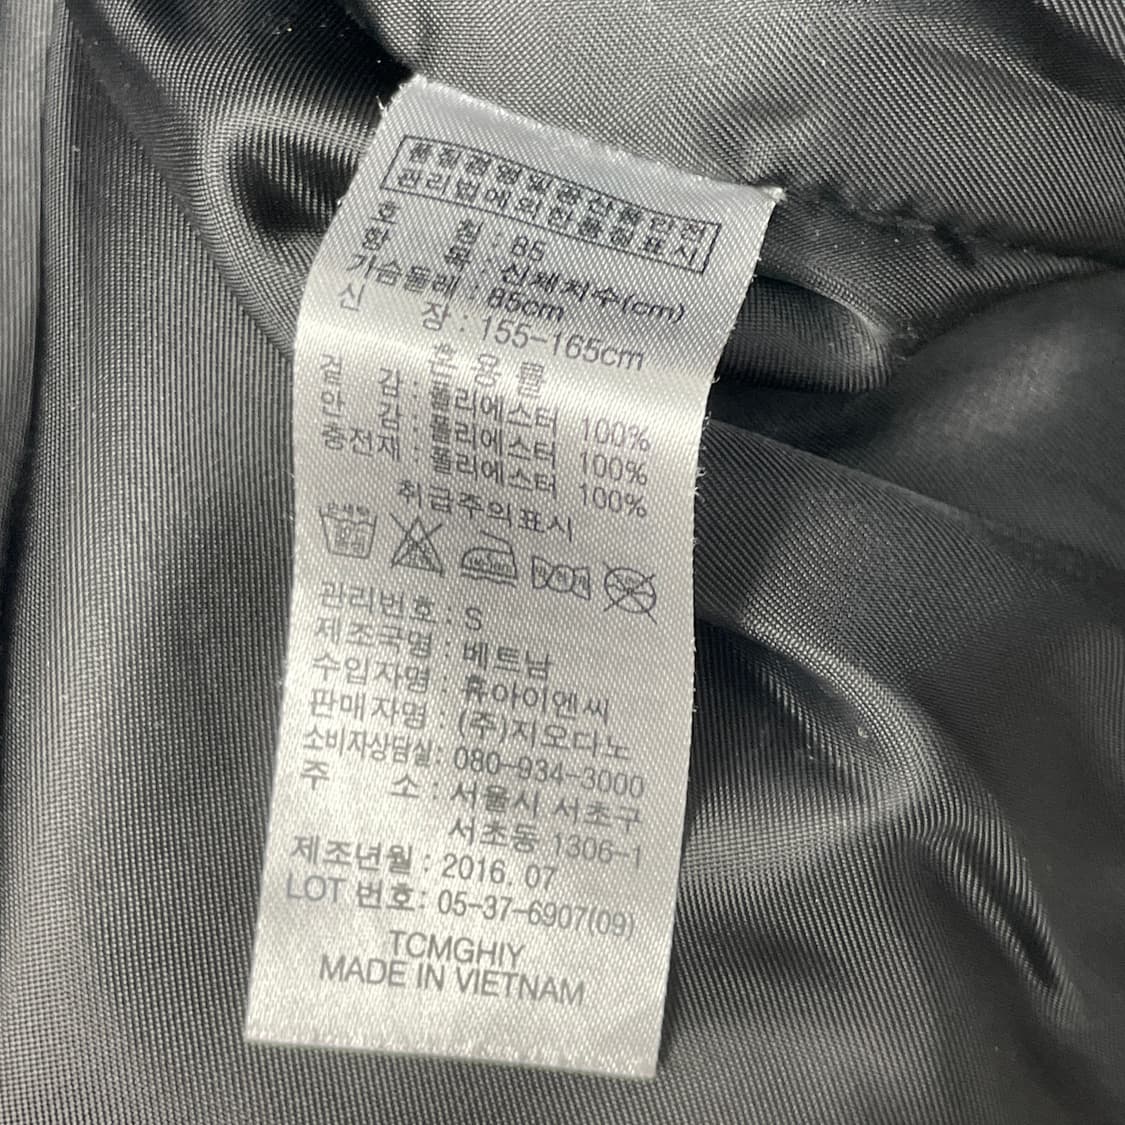 품질경영및공산품안전
관리법에의한품질표시
호 칭 : 85
항 목 : 신체치수(cm)
가슴둘레 : 85cm
신 장 : 155-165cm
혼 용 률
겉 감 : 폴리에스터 100%
안 감 : 폴리에스터 100%
충전재 : 폴리에스터 100%
취급주의표시
관리번호 : S
제조국명 : 베트남
수입자명 : 휴아이엔씨
판매자명 : (주)지오다노
소비자상담실: 080-934-3000
주 소 : 서울시 서초구
서초동 1306-1
제조년월 : 2016. 07
LOT 번호: 05-37-6907(09)
TCMGHIY
MADE IN VIETNAM